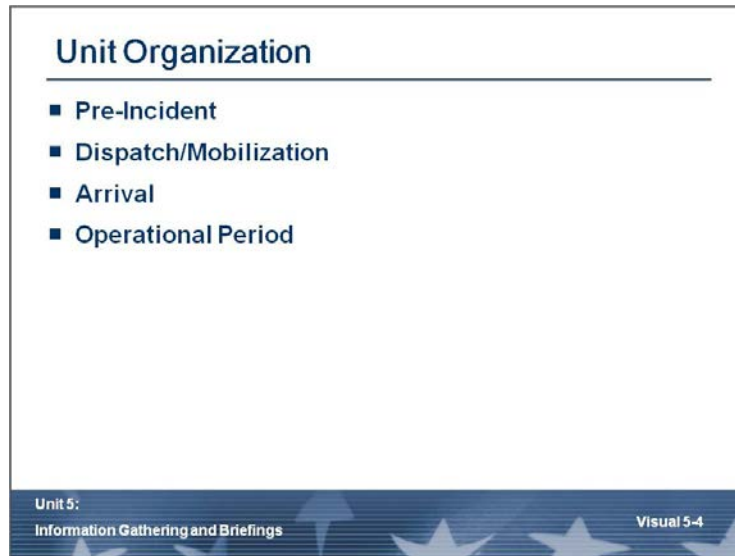 Unit Organization
Pre-Incident
Dispatch/Mobilization
Arrival
Operational Period
Unit 5:
Information Gathering and Briefings
Visual 5-4